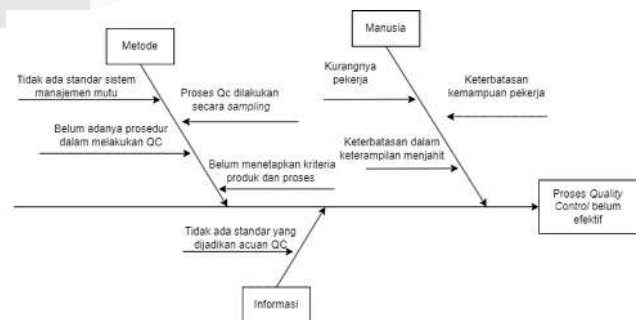 Metode
Manusia
Tidak ada standar sistem
manajemen mutu
Proses Qc dilakukan
secara sampling
Belum adanya prosedur
dalam melakukan QC
Belum menetapkan kriteria
produk dan proses
Kurangnya
pekerja
Keterbatasan
kemampuan pekerja
Keterbatasan dalam
keterampilan menjahit
Proses Quality
Control belum
efektif
Tidak ada standar yang
dijadikan acuan QC
Informasi